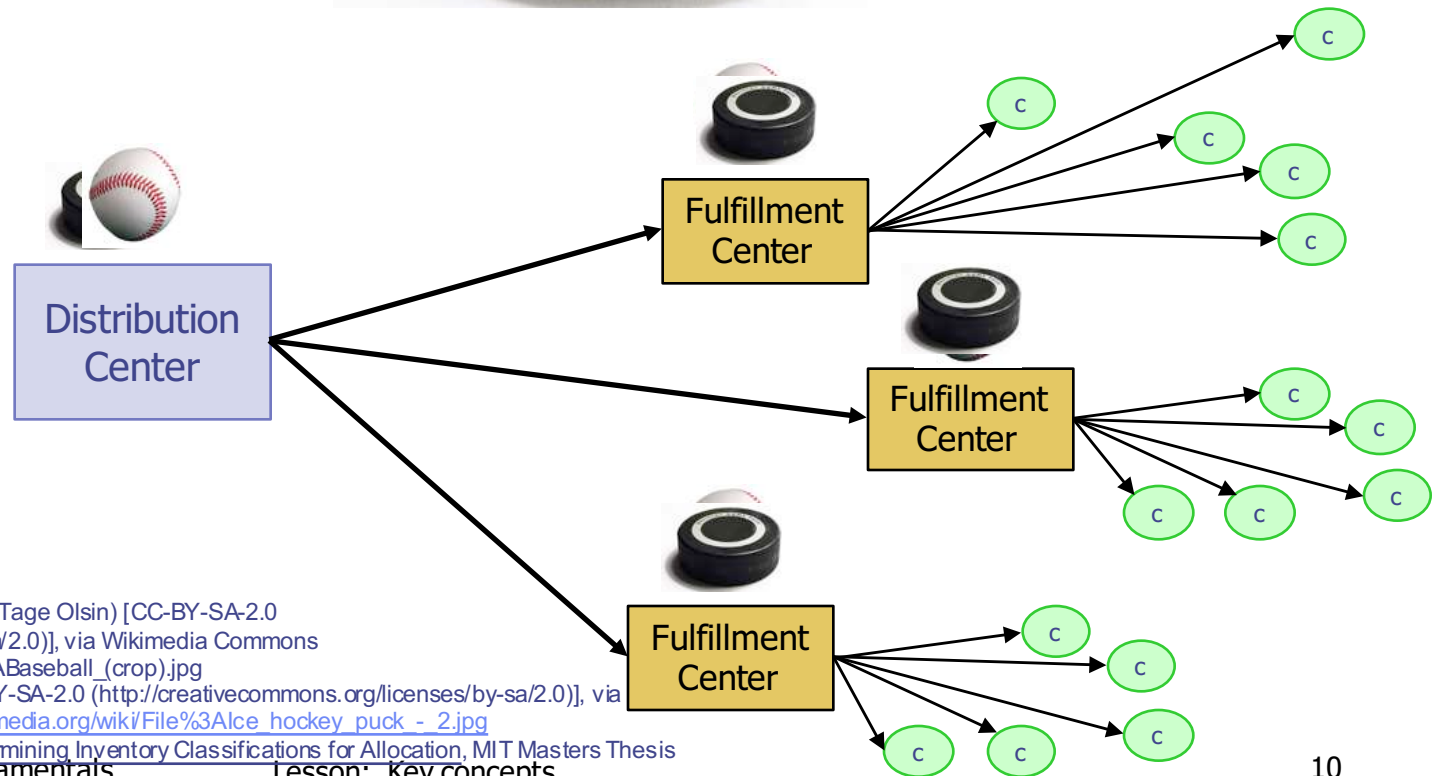 c
c
c
c
c
Fulfillment
Center
Distribution
Center
Fulfillment
Center
c
c
c
c
c
Fulfillment
Center
c
c
c
c
c
Tage Olsin) [CC-BY-SA-2.0
/2.0)], via Wikimedia Commons
ABaseball_(crop).jpg
Y-SA-2.0 (http://creativecommons.org/licenses/by-sa/2.0)], via
media.org/wiki/File%3AIce_hockey_puck_-_2.jpg
rmining Inventory Classifications for Allocation, MIT Masters Thesis
amentals Lesson: Key concepts 10